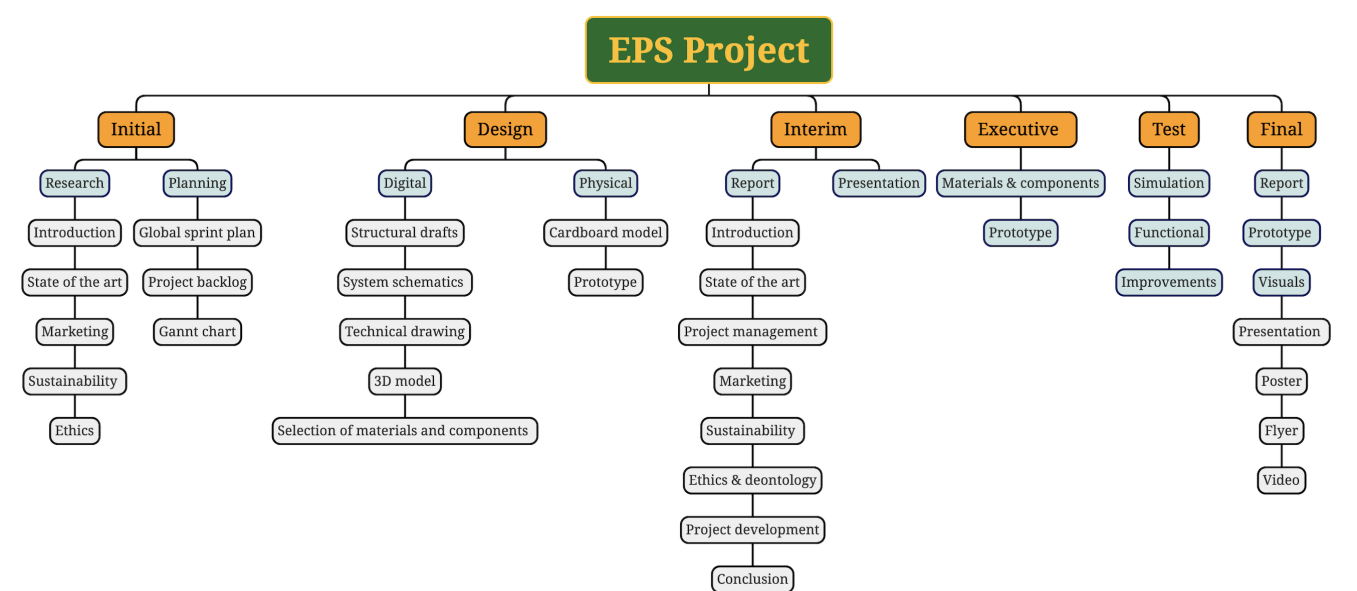 EPS Project
Initial
Design
Interim
Executive
Test
Final
Research
Planning
Digital
Physical
Report
Presentation
Materials & components
Simulation
Report
Introduction
Global sprint plan
Structural drafts
Cardboard model
Introduction
Prototype
Functional
Prototype
State of the art
Project backlog
System schematics
Prototype
State of the art
Improvements
Visuals
Marketing
Gannt chart
Technical drawing
Project management
Presentation
Sustainability
3D model
Marketing
Poster
Ethics
Selection of materials and components
Sustainability
Flyer
Ethics & deontology
Video
Project development
Conclusion